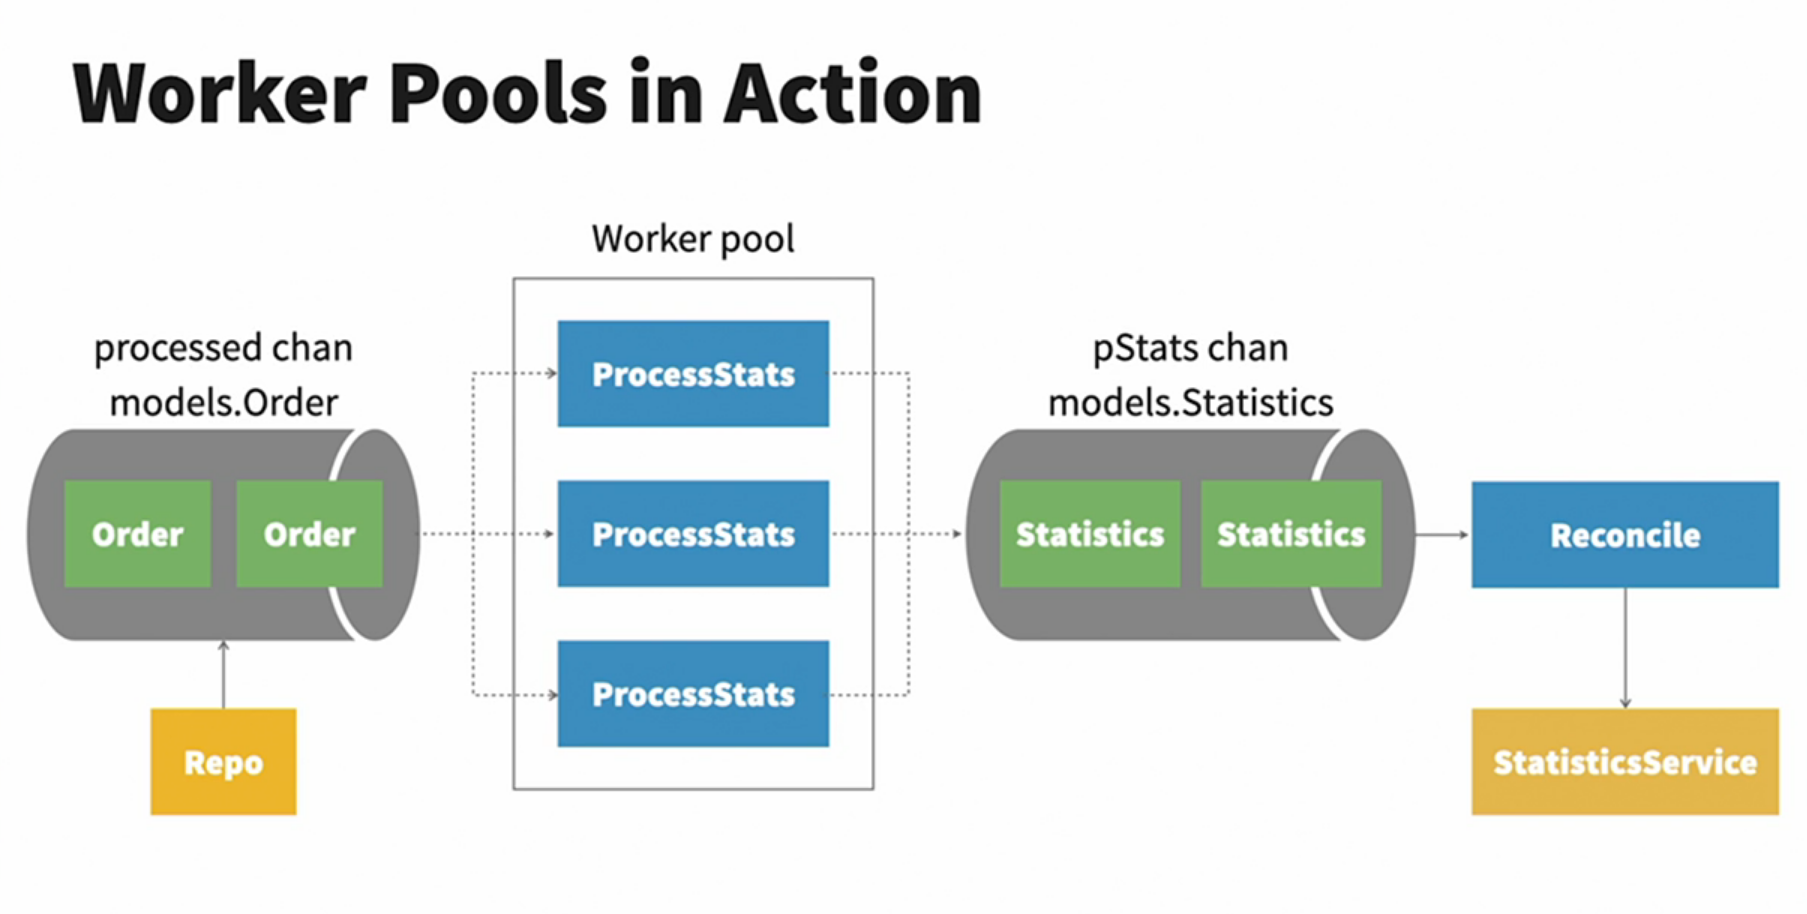 Worker Pools in Action
Worker pool
processed chan
models.Order
Order
Order
Repo
ProcessStats
ProcessStats
ProcessStats
pStats chan
models.Statistics
Statistics
Statistics
Reconcile
StatisticsService